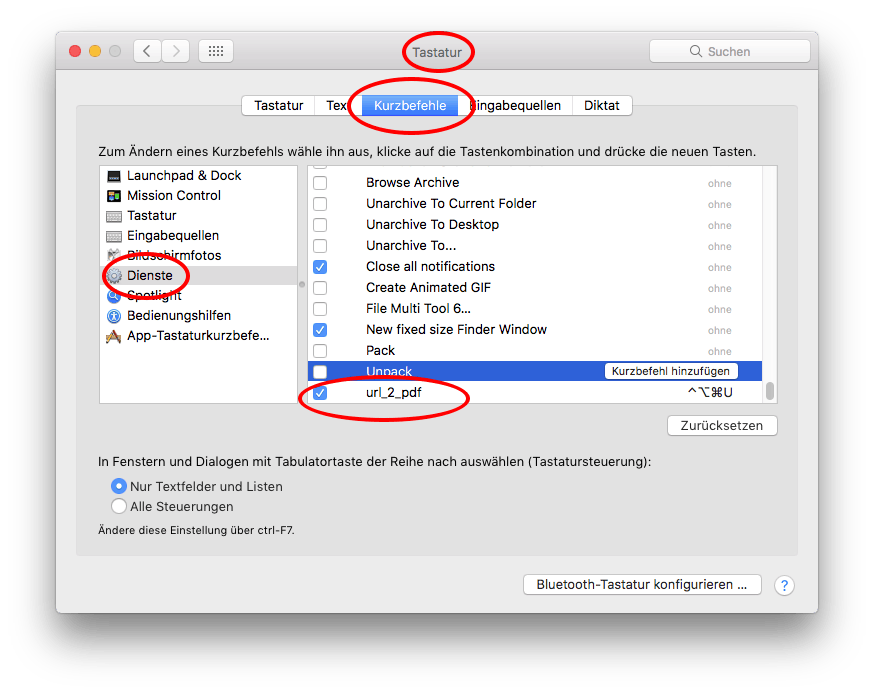 Tastatur
Suchen
Tastatur Tex Kurzbefehle ingabequellen Diktat
Zum Ändern eines Kurzbefehls wähle ihn aus, klicke auf die Tastenkombination und drücke die neuen Tasten.
Launchpad & Dock
Mission Control
Tastatur
Eingabequellen
Bildschirmfotos
Dienste
Spotlight
Bedienungshilfen
App-Tastaturkurzbefe...
Browse Archive ohne
Unarchive To Current Folder ohne
Unarchive To Desktop ohne
Unarchive To... ohne
Close all notifications ohne
Create Animated GIF ohne
File Multi Tool 6... ohne
New fixed size Finder Window ohne
Pack ohne
Unpack Kurzbefehl hinzufügen
url_2_pdf ^⌥⌘U
Zurücksetzen
In Fenstern und Dialogen mit Tabulatortaste der Reihe nach auswählen (Tastatursteuerung):
Nur Textfelder und Listen
Alle Steuerungen
Ändere diese Einstellung über ctrl-F7.
Bluetooth-Tastatur konfigurieren ...
?